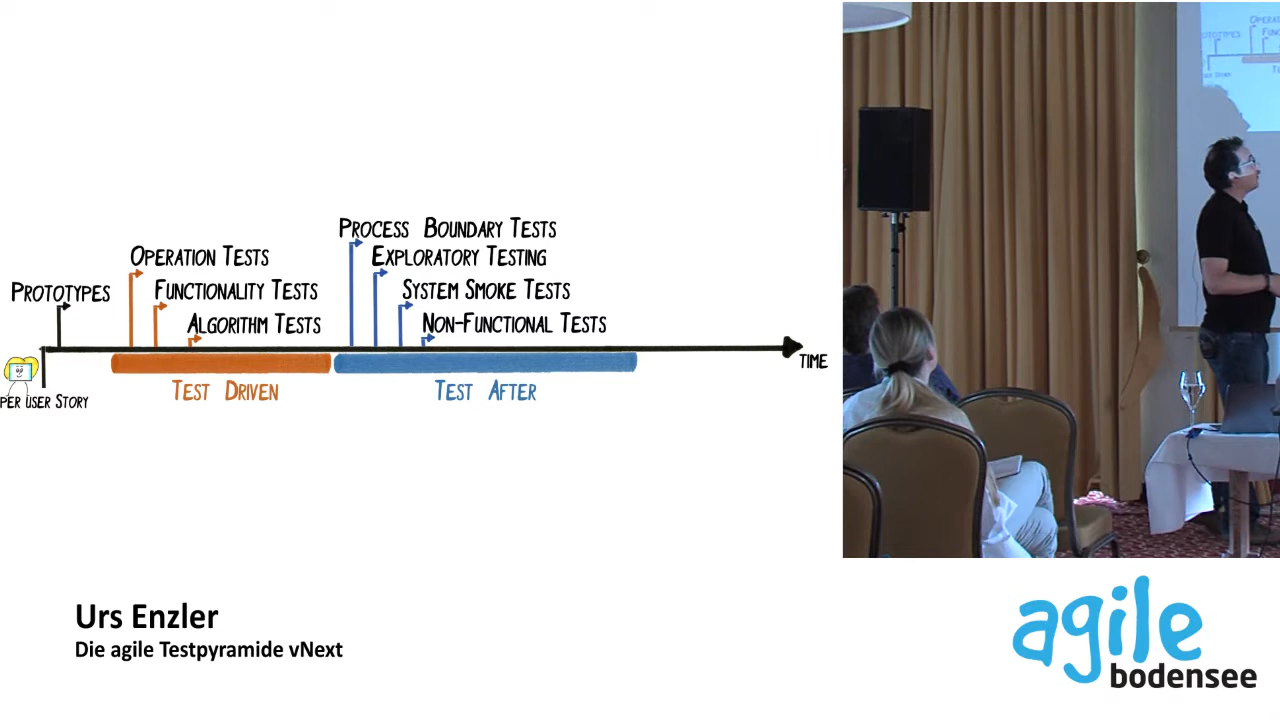 Process Boundary Tests
Operation Tests
Exploratory Testing
Prototypes
Functionality Tests
System Smoke Tests
Algorithm Tests
Non-Functional Tests
Time
per user Story
Test Driven
Test After
Urs Enzler
Die agile Testpyramide vNext
agile
bodensee